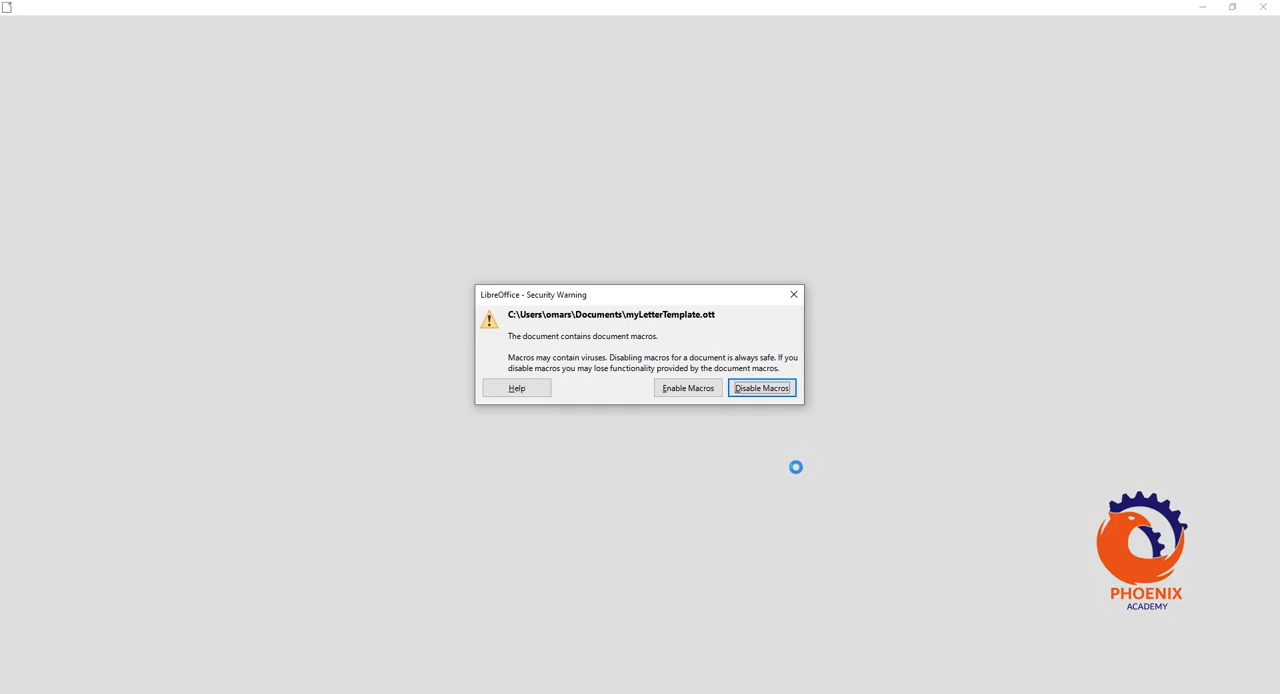 LibreOffice - Security Warning
C:\Users\omars\Documents\myLetterTemplate.ott
The document contains document macros.
Macros may contain viruses. Disabling macros for a document is always safe. If you
disable macros you may lose functionality provided by the document macros.
Help
Enable Macros
Disable Macros
PHOENIX
ACADEMY